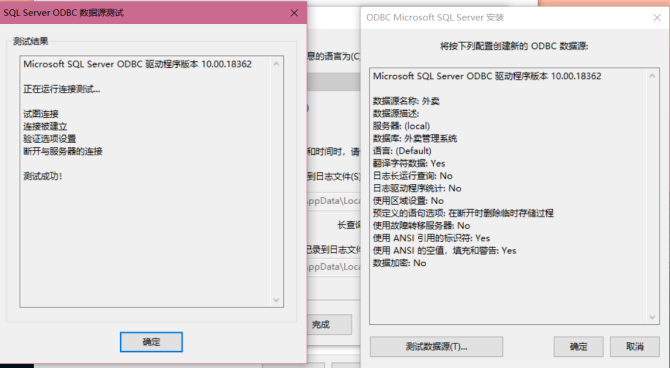 SQL Server ODBC 数据源测试
测试结果
Microsoft SQL Server ODBC 驱动程序版本 10.00.18362
正在运行连接测试...
试图连接
连接被建立
验证选项设置
断开与服务器的连接
测试成功!
确定
息的语言为(C)
和时间时，请
到日志文件(S)
AppData\Loca
长查询
记录到日志文件
AppData\Loca
完成
ODBC Microsoft SQL Server 安装
将按下列配置创建新的 ODBC 数据源:
Microsoft SQL Server ODBC 驱动程序版本 10.00.18362
数据源名称: 外卖
数据源描述:
服务器: (local)
数据库: 外卖管理系统
语言: (Default)
翻译字符数据: Yes
日志长运行查询: No
日志驱动程序统计: No
使用区域设置: No
预定义的语句选项: 在断开时删除临时存储过程
使用故障转移服务器: No
使用 ANSI 引用的标识符: Yes
使用 ANSI 的空值，填充和警告: Yes
数据加密: No
测试数据源(T)...
确定
取消